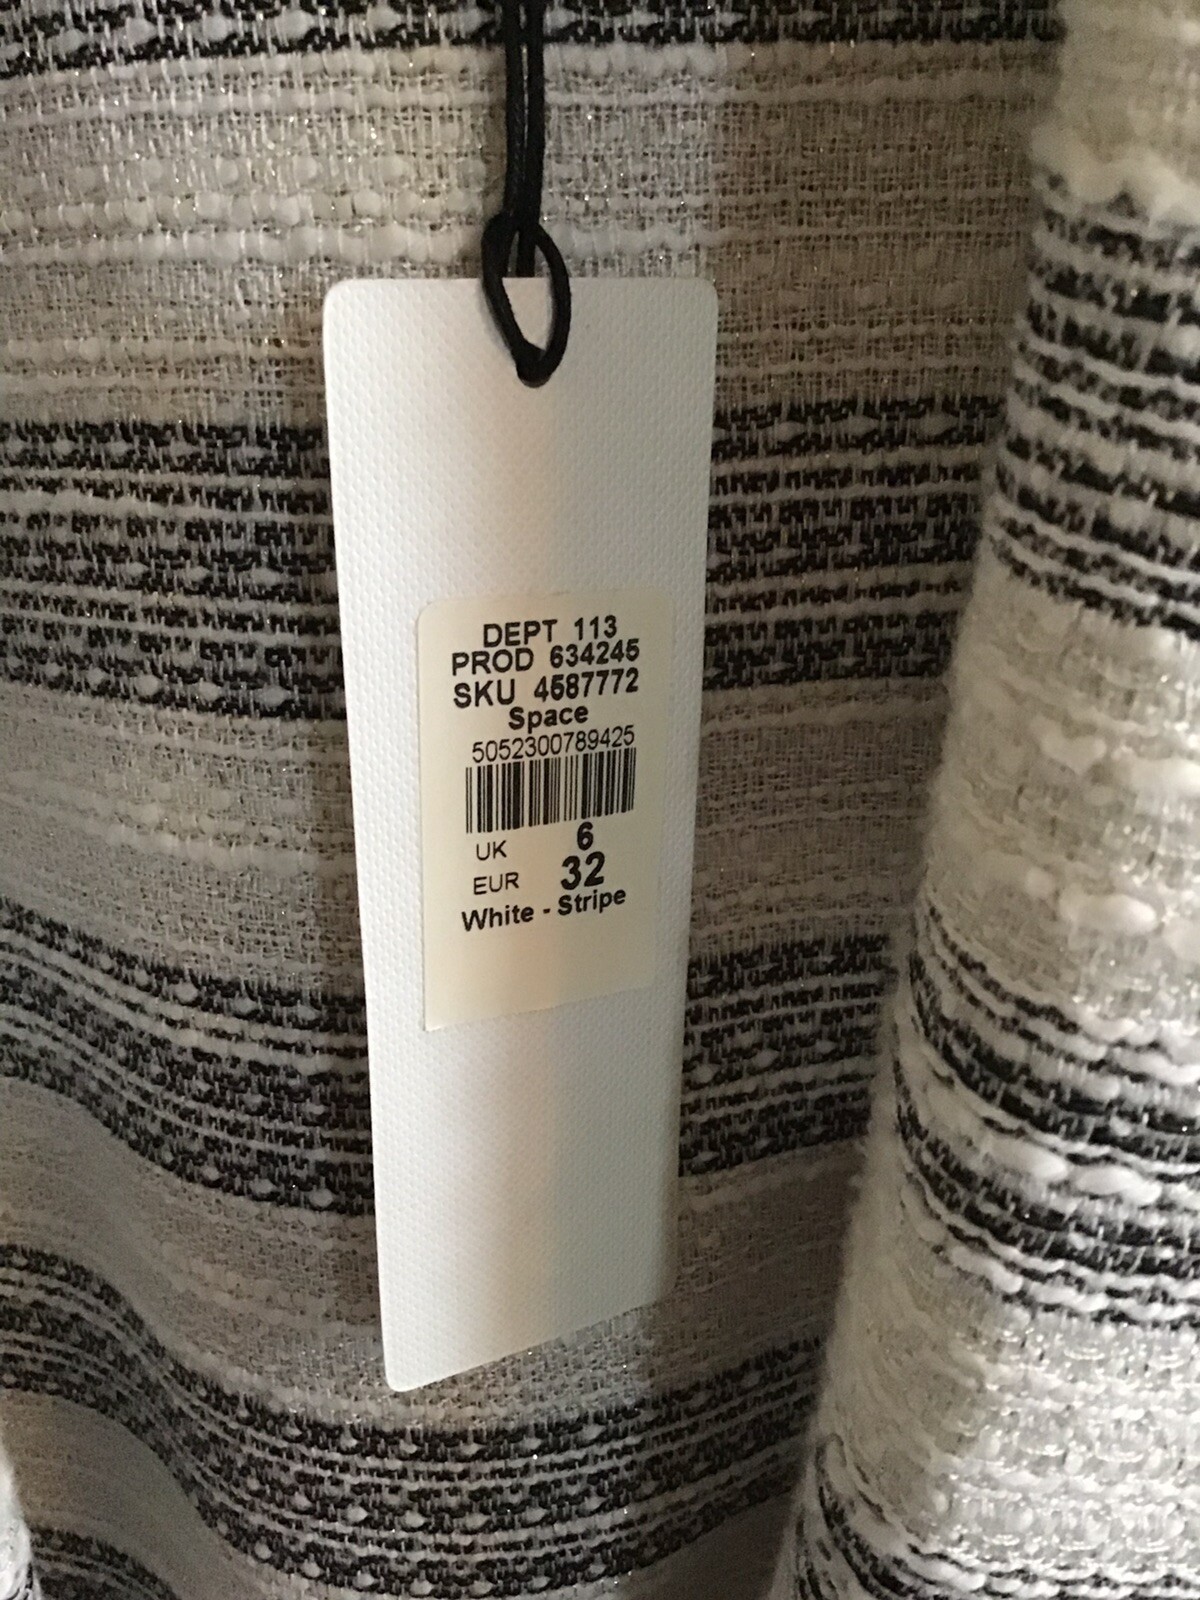 DEPT 113
PROD 634245
SKU 4587772
Space
5052300789425
UK 6
EUR 32
White - Stripe